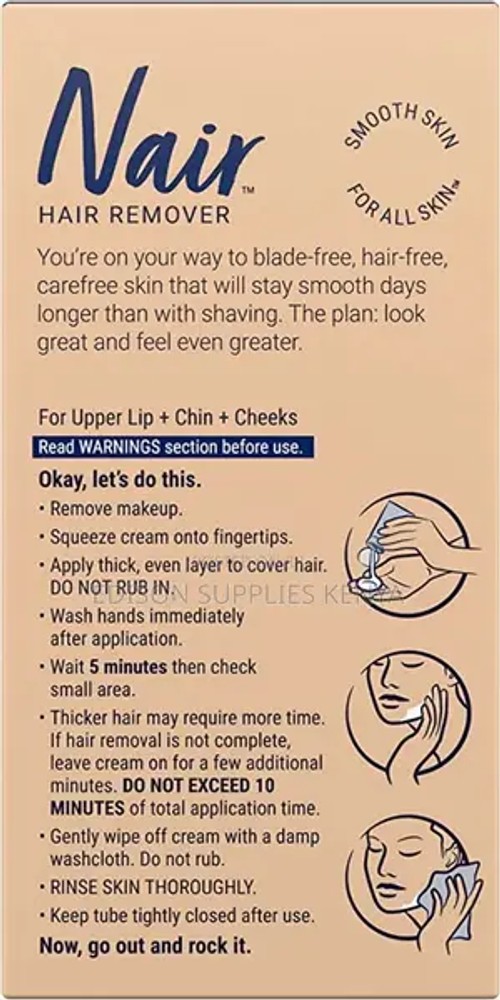 Nair™
HAIR REMOVER
SMOOTH SKIN
FOR ALL SKIN™
You're on your way to blade-free, hair-free,
carefree skin that will stay smooth days
longer than with shaving. The plan: look
great and feel even greater.
For Upper Lip + Chin + Cheeks
Read WARNINGS section before use.
Okay, let's do this.
• Remove makeup.
• Squeeze cream onto fingertips.
• Apply thick, even layer to cover hair.
DO NOT RUB IN.
EDISON SUPPLIES KENYA
• Wash hands immediately
after application.
• Wait 5 minutes then check
small area.
• Thicker hair may require more time.
If hair removal is not complete,
leave cream on for a few additional
minutes. DO NOT EXCEED 10
MINUTES of total application time.
• Gently wipe off cream with a damp
washcloth. Do not rub.
• RINSE SKIN THOROUGHLY.
• Keep tube tightly closed after use.
Now, go out and rock it.